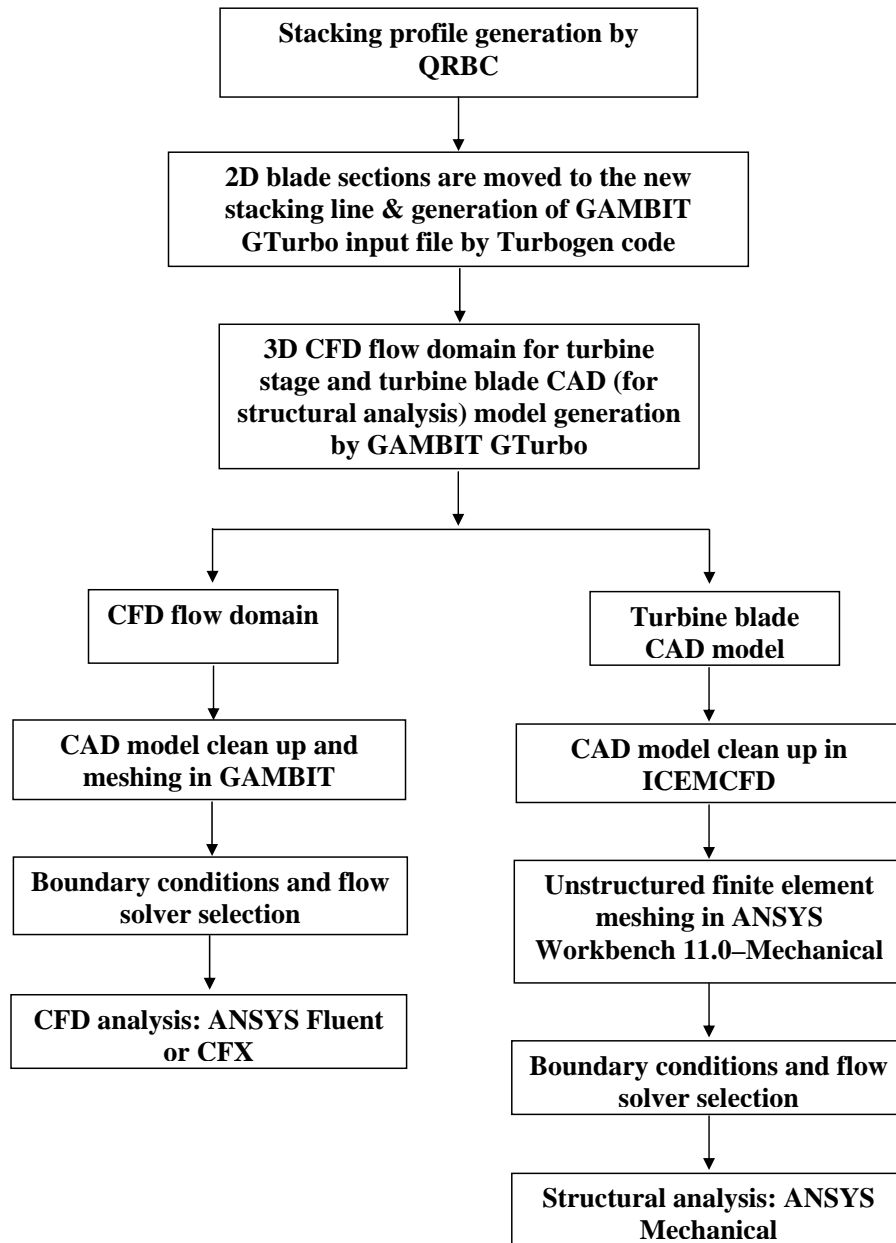 Stacking profile generation by
QRBC
2D blade sections are moved to the new
stacking line & generation of GAMBIT
GTurbo input file by Turbogen code
3D CFD flow domain for turbine
stage and turbine blade CAD (for
structural analysis) model generation
by GAMBIT GTurbo
CFD flow domain
CAD model clean up and
meshing in GAMBIT
Boundary conditions and flow
solver selection
CFD analysis: ANSYS Fluent
or CFX
Turbine blade
CAD model
CAD model clean up in
ICEMCFD
Unstructured finite element
meshing in ANSYS
Workbench 11.0–Mechanical
Boundary conditions and flow
solver selection
Structural analysis: ANSYS
Mechanical